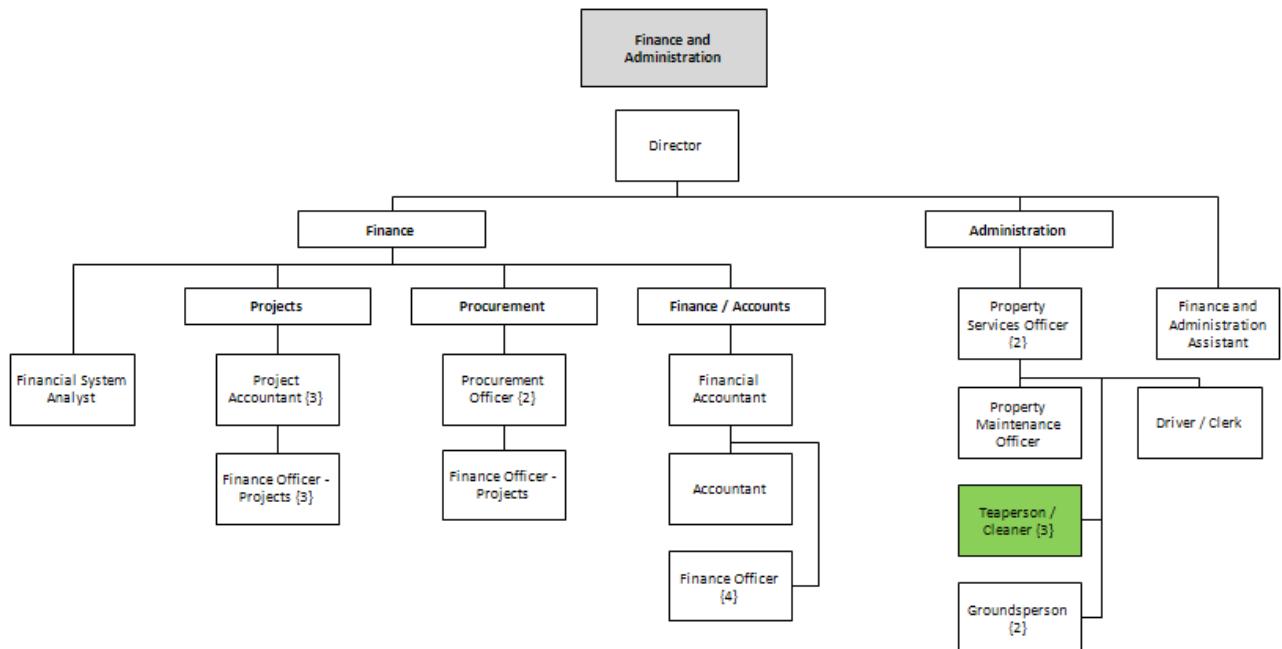 Finance and
Administration
Director
Finance
Administration
Projects
Procurement
Finance / Accounts
Property
Services Officer
{2}
Finance and
Administration
Assistant
Financial System
Analyst
Project
Accountant {3}
Procurement
Officer {2}
Financial
Accountant
Property
Maintenance
Officer
Driver / Clerk
Finance Officer -
Projects {3}
Finance Officer -
Projects
Accountant
Teaperson /
Cleaner {3}
Finance Officer
{4}
Groundsperson
{2}